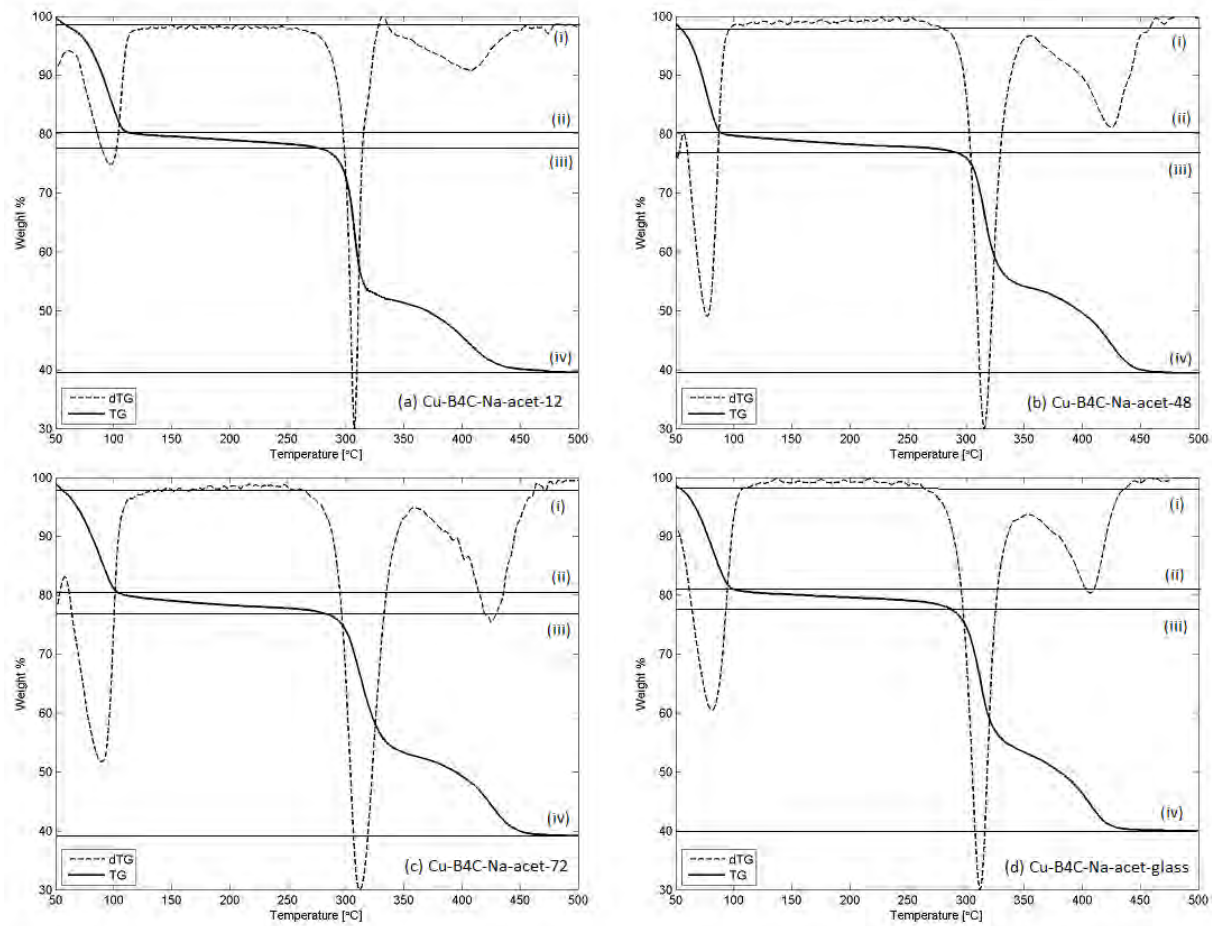 100
90
80
70
60
50
40
30
Weight %
(i)
(ii)
(iii)
(iv)
dTG
TG
(a) Cu-B4C-Na-acet-12
50 100 150 200 250 300 350 400 450 500
Temperature [°C]
100
90
80
70
60
50
40
30
Weight %
(i)
(ii)
(iii)
(iv)
dTG
TG
(b) Cu-B4C-Na-acet-48
50 100 150 200 250 300 350 400 450 500
Temperature [°C]
100
90
80
70
60
50
40
30
Weight %
(i)
(ii)
(iii)
(iv)
dTG
TG
(c) Cu-B4C-Na-acet-72
50 100 150 200 250 300 350 400 450 500
Temperature [°C]
100
90
80
70
60
50
40
30
Weight %
(i)
(ii)
(iii)
(iv)
dTG
TG
(d) Cu-B4C-Na-acet-glass
50 100 150 200 250 300 350 400 450 500
Temperature [°C]